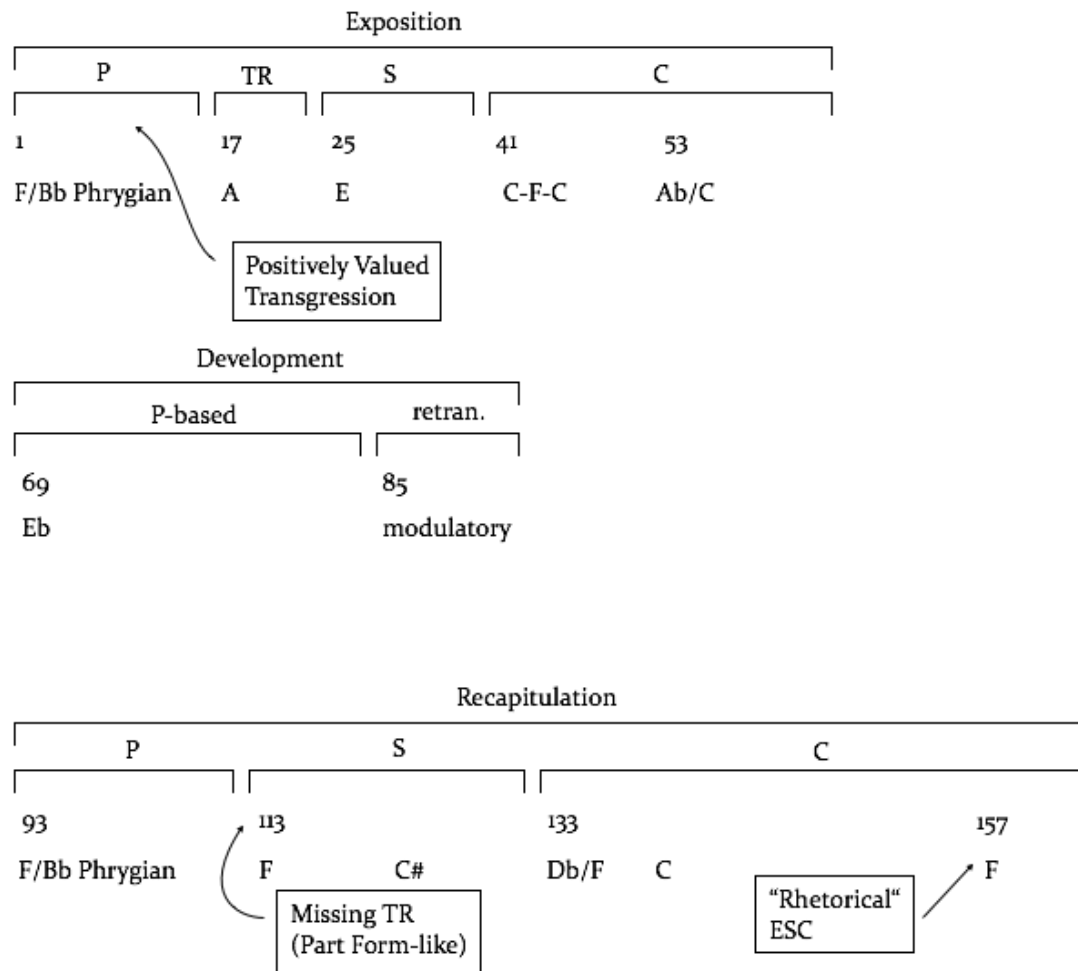 Exposition
P TR S C
1 17 25 41 53
F/Bb Phrygian A E C-F-C Ab/C
Positively Valued
Transgression
Development
P-based retran.
69 85
Eb modulatory
Recapitulation
P S C
93 113 133 157
F/Bb Phrygian F C# Db/F C F
Missing TR
(Part Form-like)
"Rhetorical“
ESC